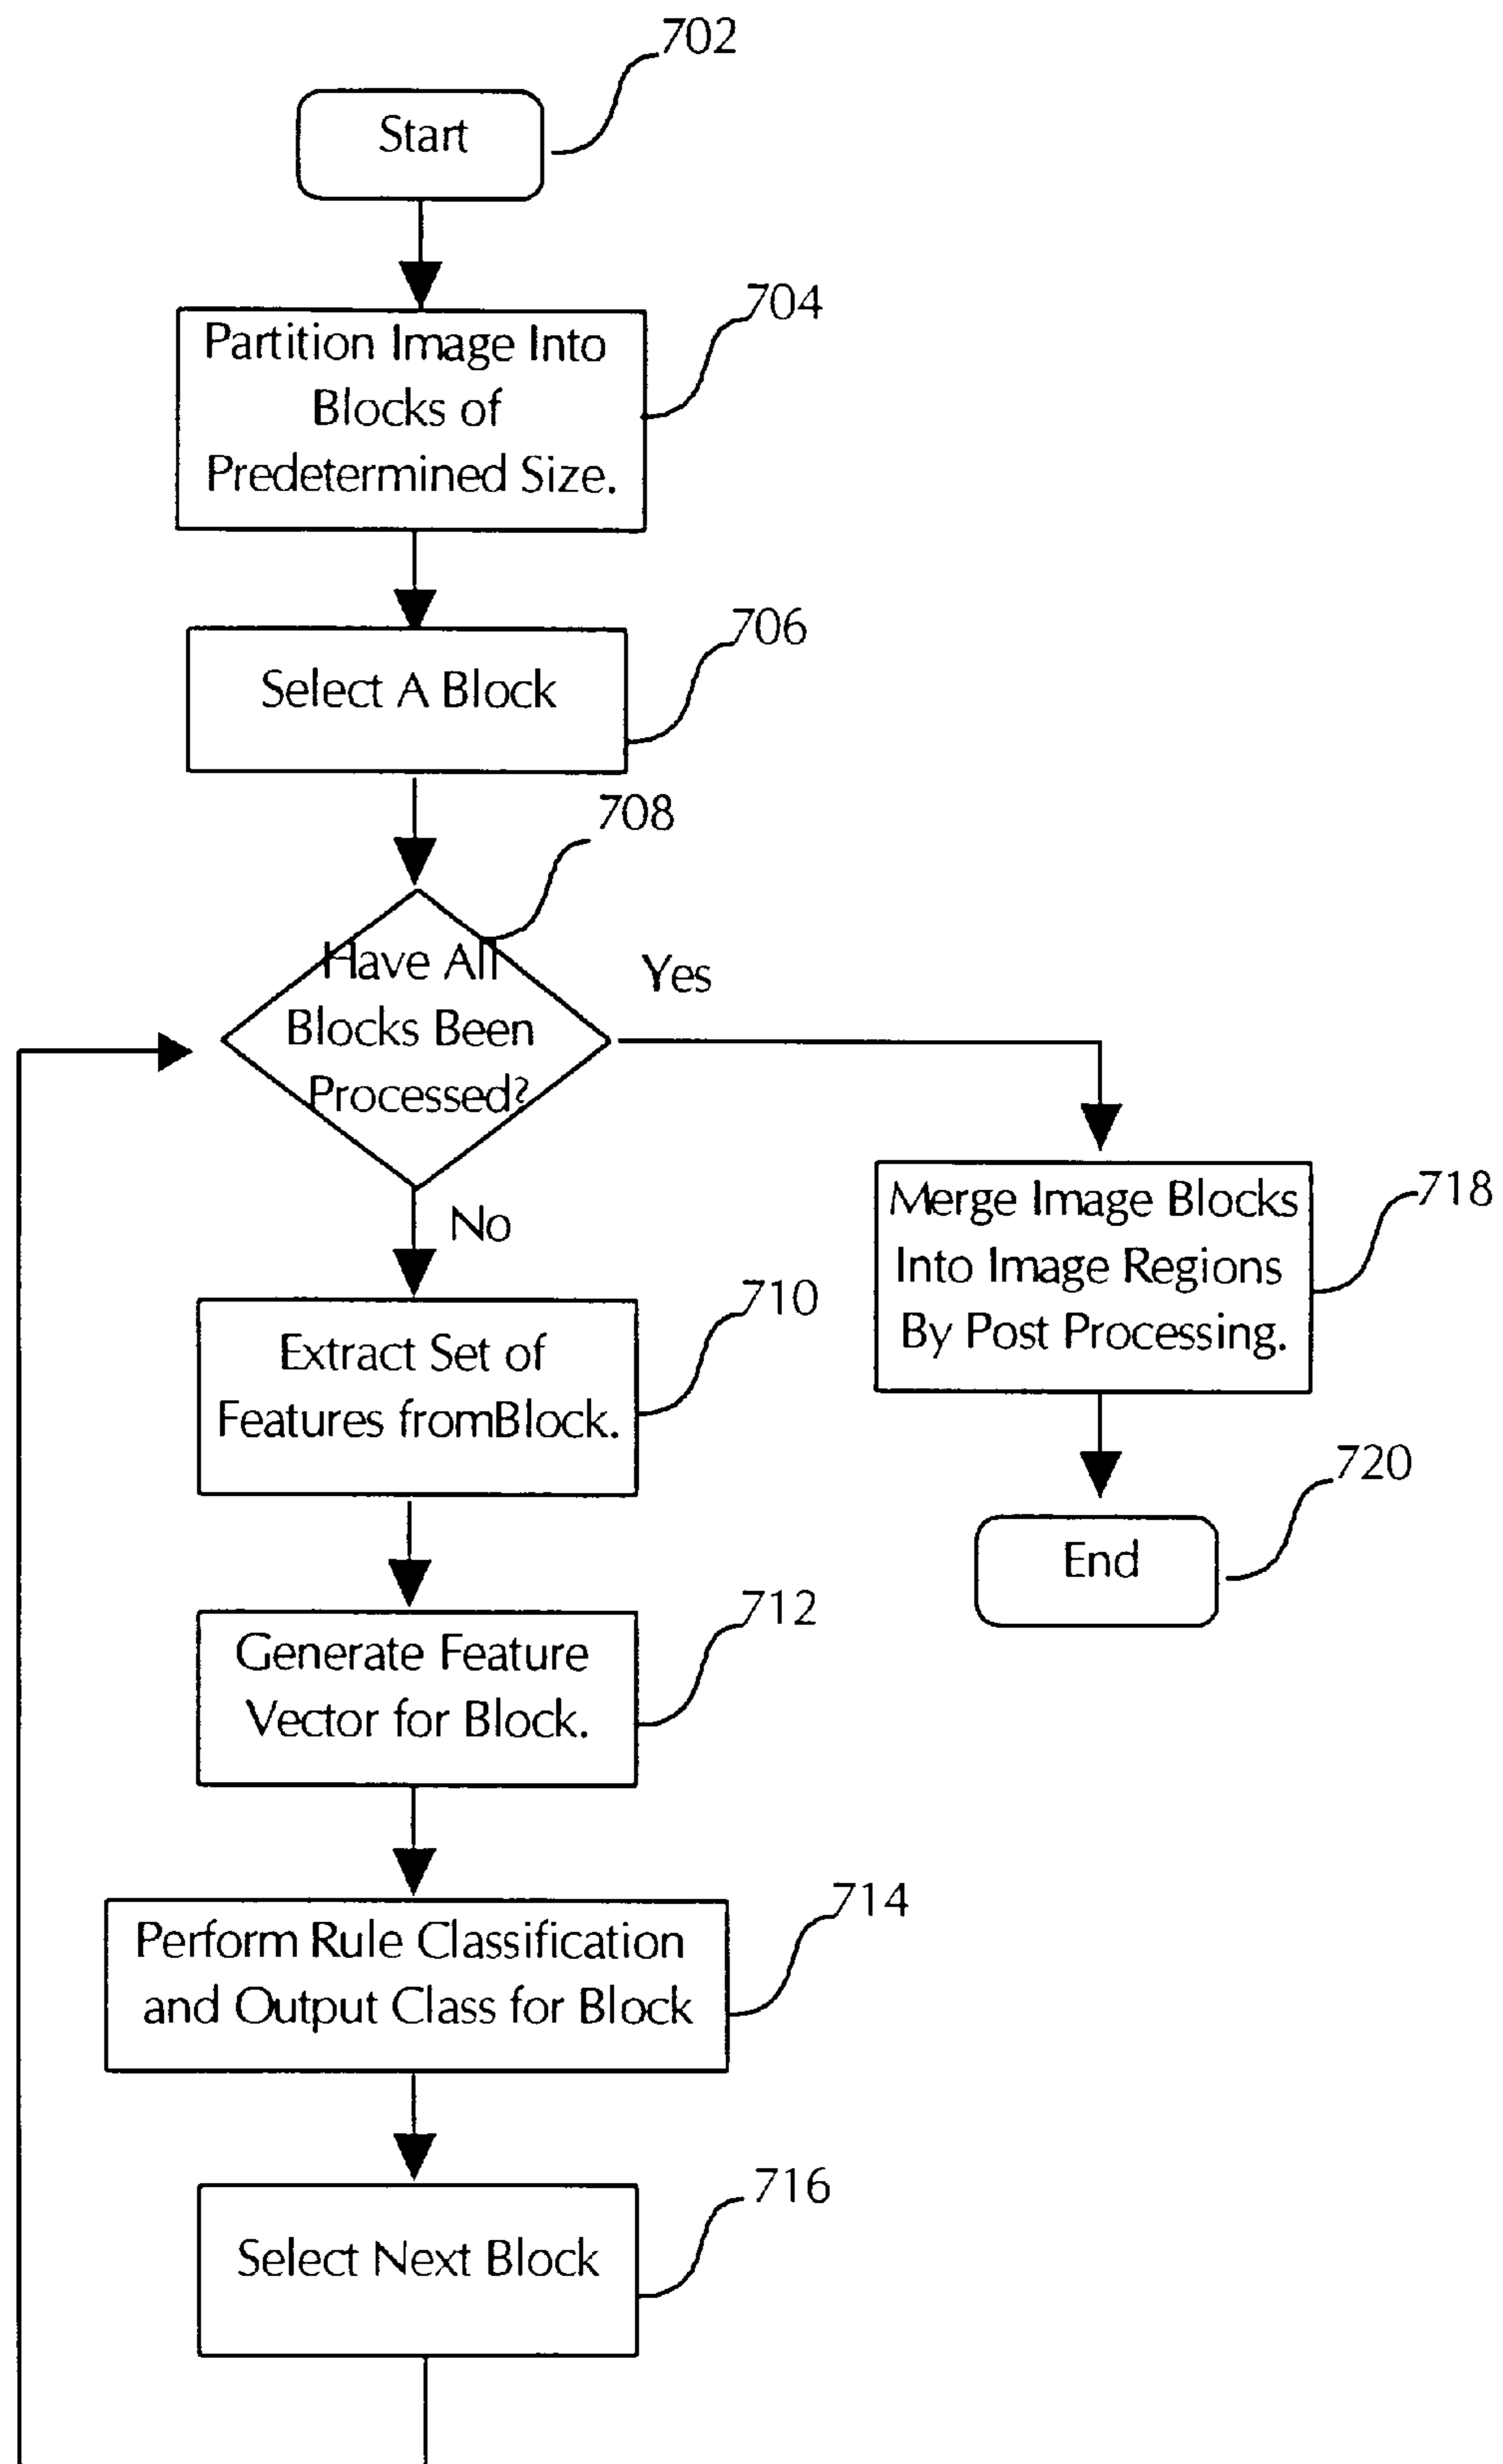 702
Start
704
Partition Image Into
Blocks of
Predetermined Size.
706
Select A Block
708
Have All
Blocks Been
Processed?
Yes
No
718
Merge Image Blocks
Into Image Regions
By Post Processing.
710
Extract Set of
Features fromBlock.
720
End
712
Generate Feature
Vector for Block.
714
Perform Rule Classification
and Output Class for Block
716
Select Next Block